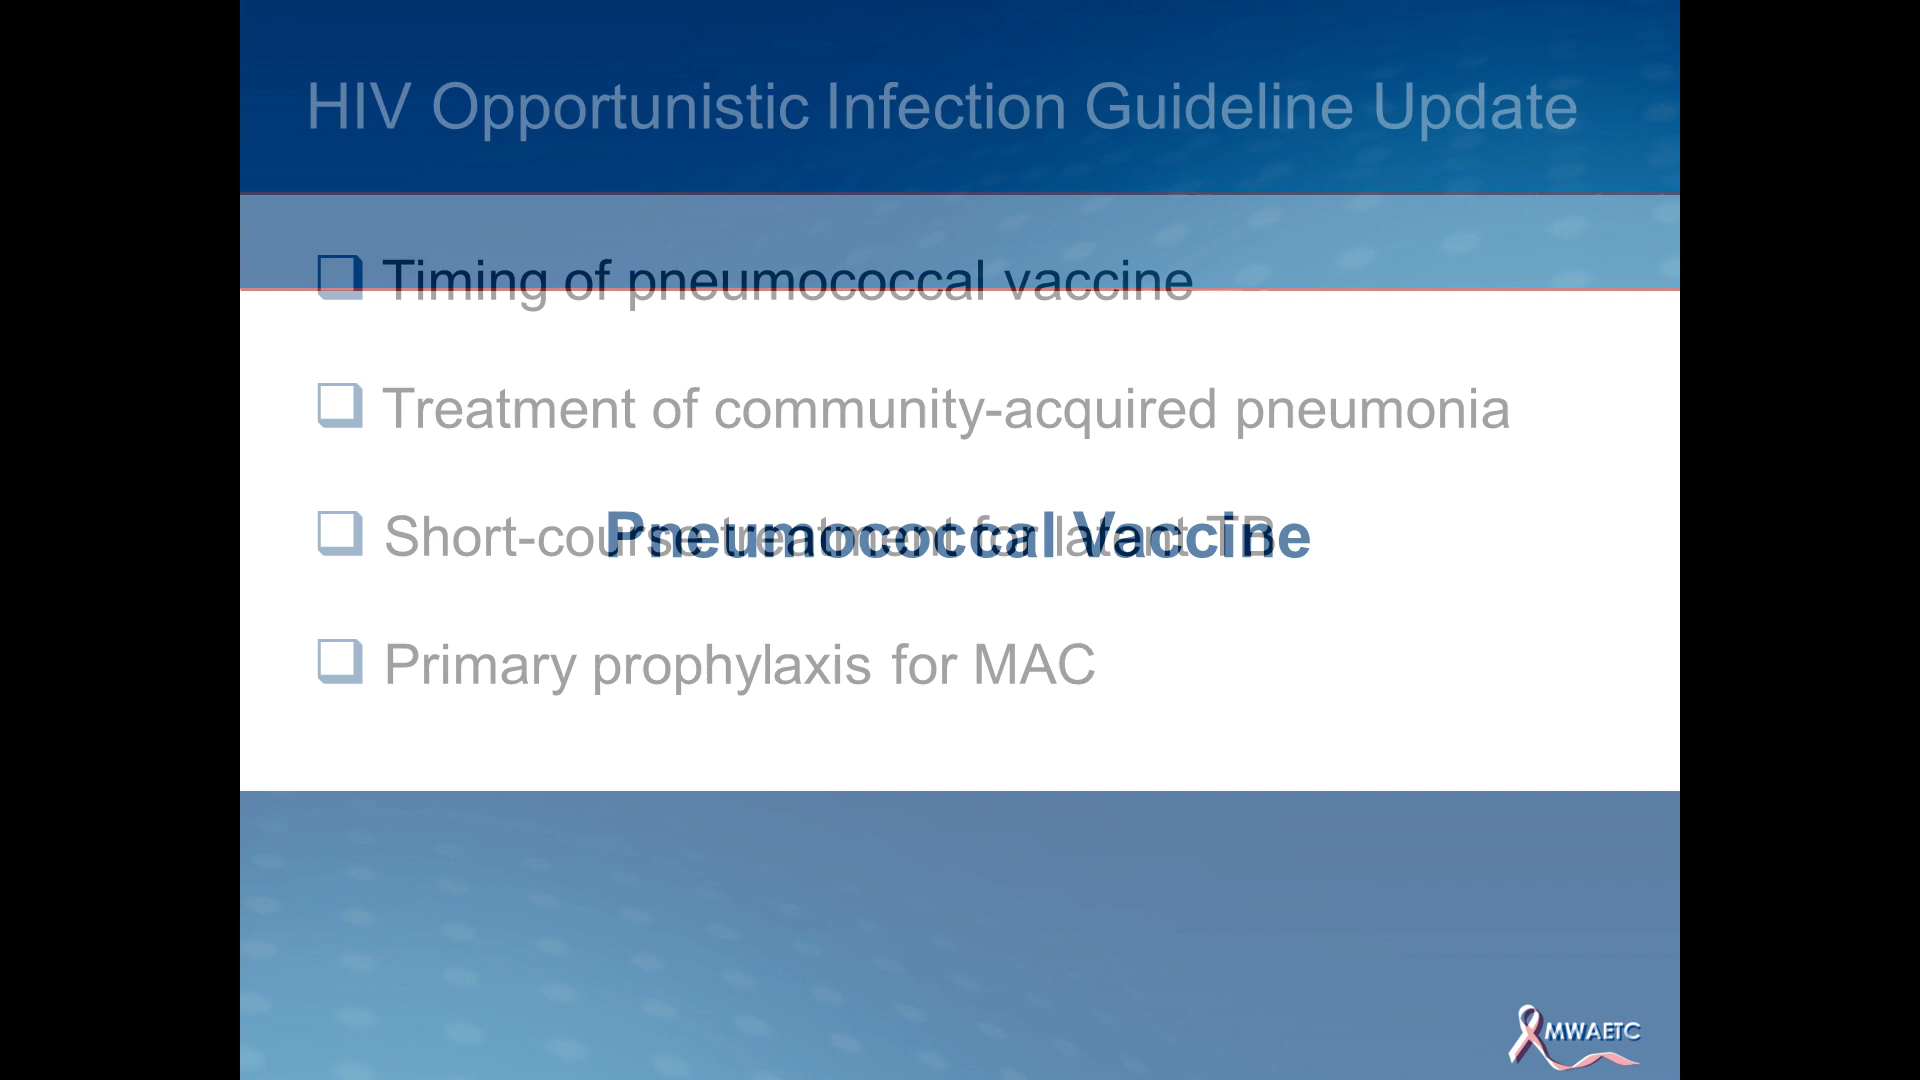 HIV Opportunistic Infection Guideline Update
Timing of pneumococcal vaccine
Treatment of community-acquired pneumonia
Short-course treatment for latent TB
Pneumococcal Vaccine
Primary prophylaxis for MAC
MWAETC